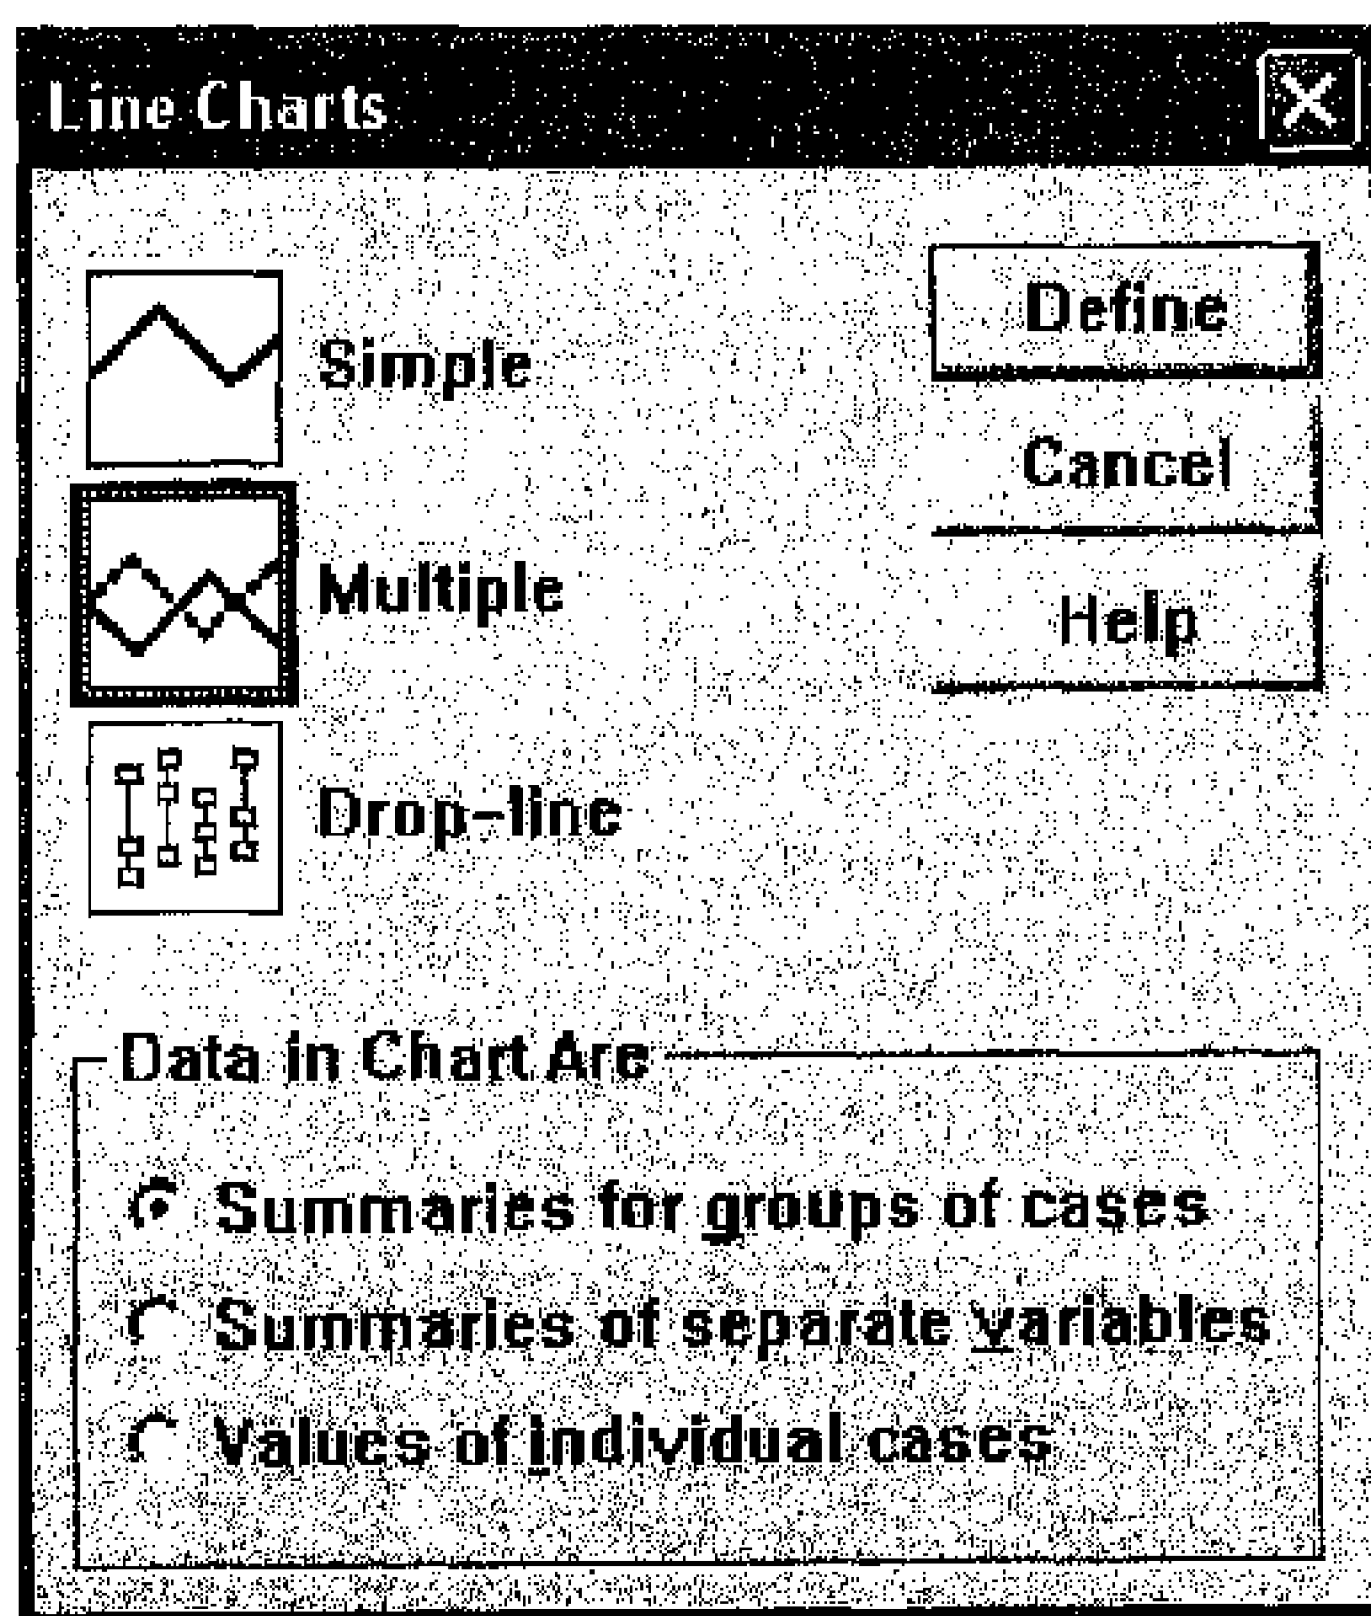 Line Charts
Simple
Multiple
Drop-line
Define
Cancel
Help
Data in Chart Are
Summaries for groups of cases
Summaries of separate variables
Values of individual cases